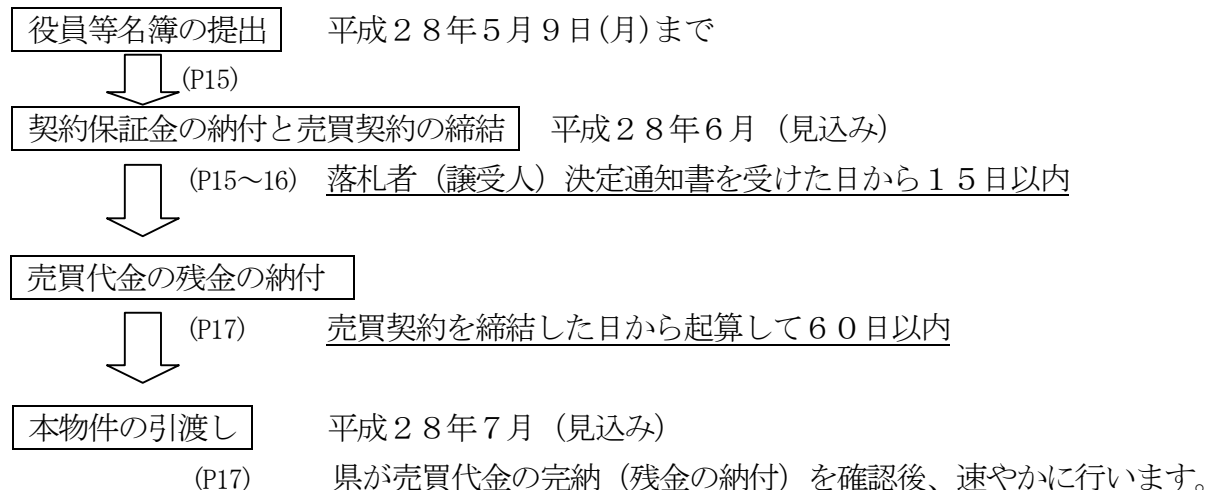 役員等名簿の提出 平成２８年５月９日(月)まで
(P15)
契約保証金の納付と売買契約の締結 平成２８年６月（見込み）
(P15～16) 落札者（譲受人）決定通知書を受けた日から１５日以内
売買代金の残金の納付
(P17) 売買契約を締結した日から起算して６０日以内
本物件の引渡し 平成２８年７月（見込み）
(P17) 県が売買代金の完納（残金の納付）を確認後、速やかに行います。